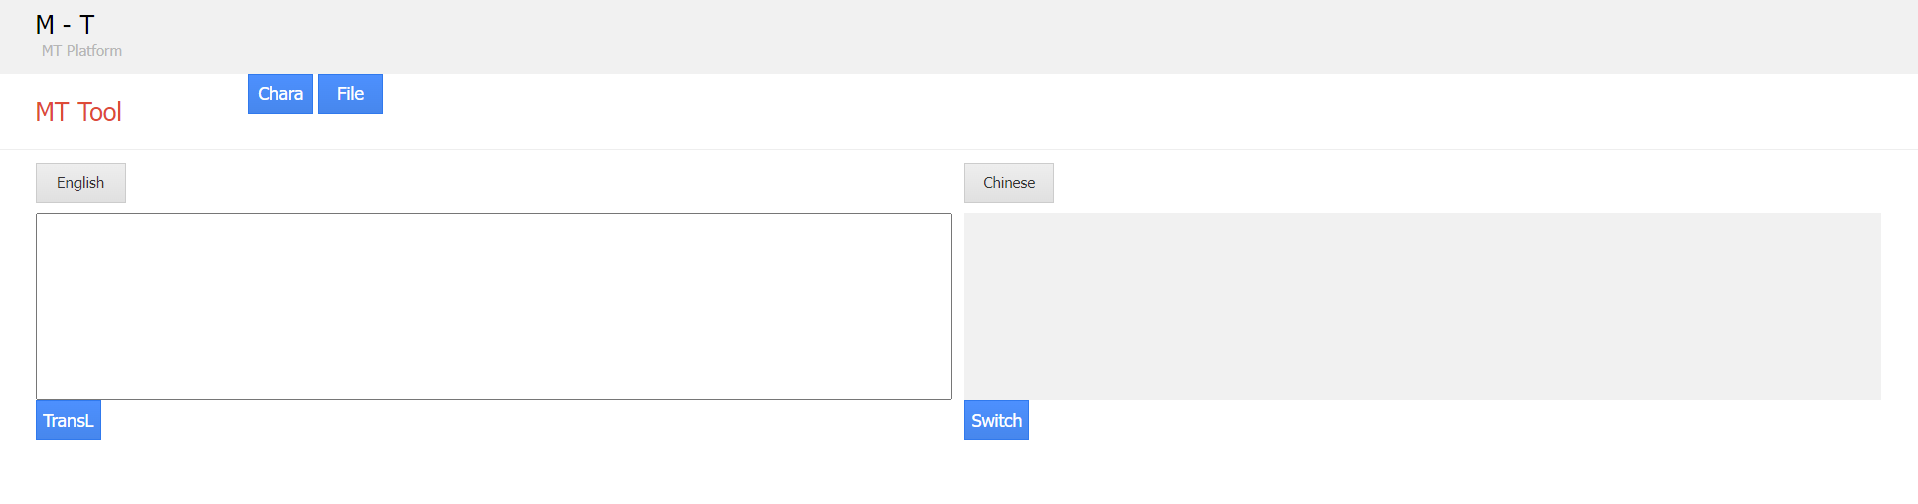 M - T
MT Platform
Chara File
MT Tool
English Chinese
TransL Switch